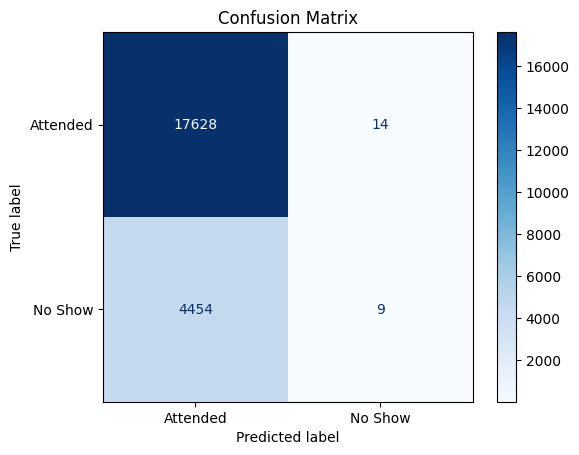 Confusion Matrix
True label
Attended
17628
14
No Show
4454
9
Attended
No Show
Predicted label
16000
14000
12000
10000
8000
6000
4000
2000